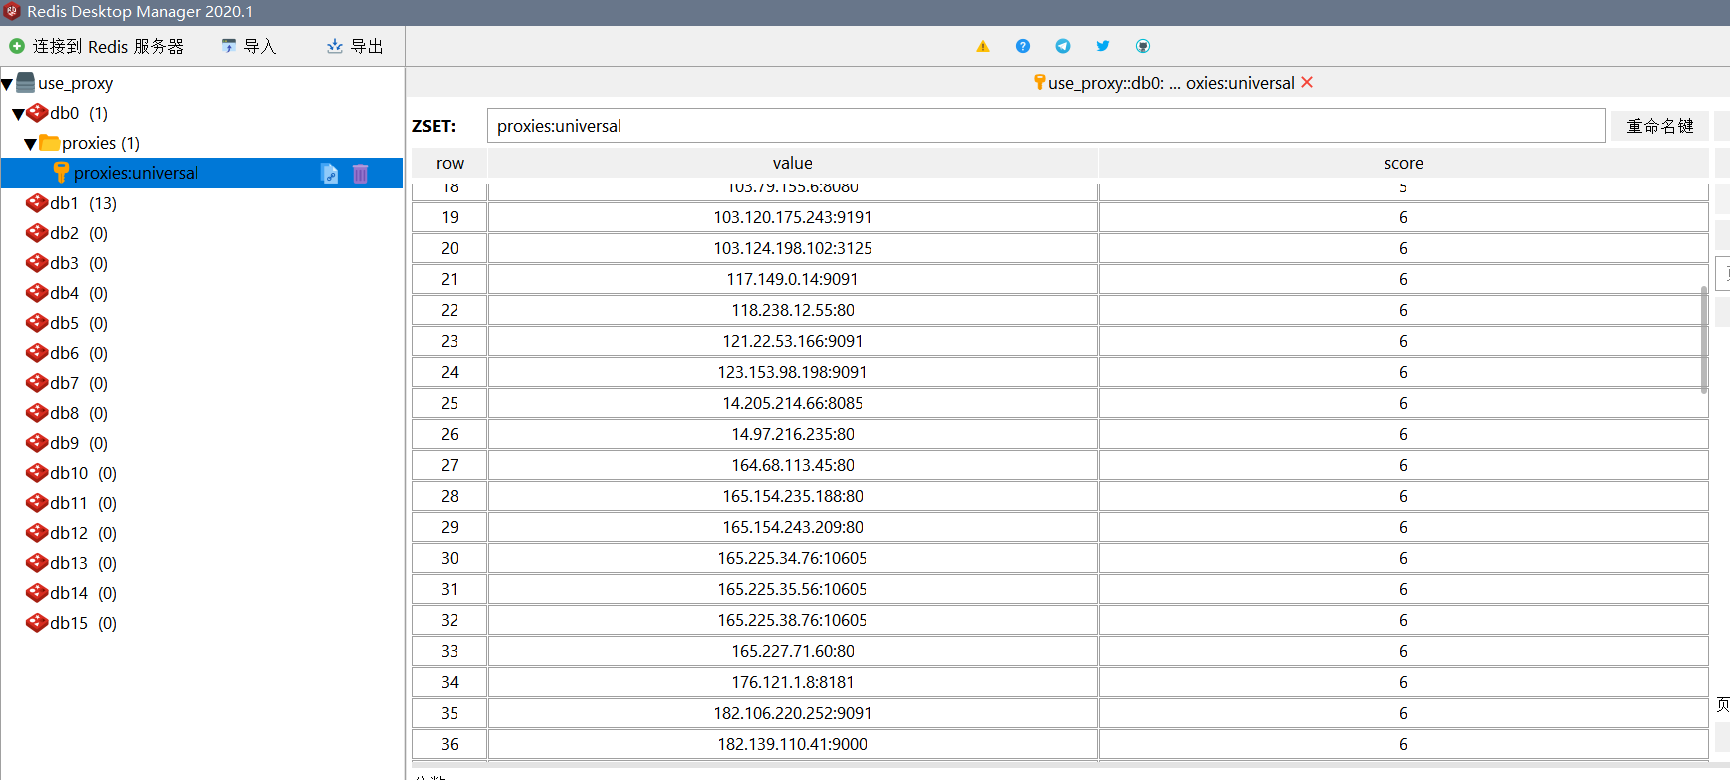 Redis Desktop Manager 2020.1
连接到 Redis 服务器 导入 导出
use_proxy
db0 (1)
proxies (1)
proxies:universal
db1 (13)
db2 (0)
db3 (0)
db4 (0)
db5 (0)
db6 (0)
db7 (0)
db8 (0)
db9 (0)
db10 (0)
db11 (0)
db12 (0)
db13 (0)
db14 (0)
db15 (0)
use_proxy::db0: ... oxies:universal
ZSET: proxies:universal 重命名键
row value score
18 103.79.155.6:8080 5
19 103.120.175.243:9191 6
20 103.124.198.102:3125 6
21 117.149.0.14:9091 6
22 118.238.12.55:80 6
23 121.22.53.166:9091 6
24 123.153.98.198:9091 6
25 14.205.214.66:8085 6
26 14.97.216.235:80 6
27 164.68.113.45:80 6
28 165.154.235.188:80 6
29 165.154.243.209:80 6
30 165.225.34.76:10605 6
31 165.225.35.56:10605 6
32 165.225.38.76:10605 6
33 165.227.71.60:80 6
34 176.121.1.8:8181 6
35 182.106.220.252:9091 6
36 182.139.110.41:9000 6
页